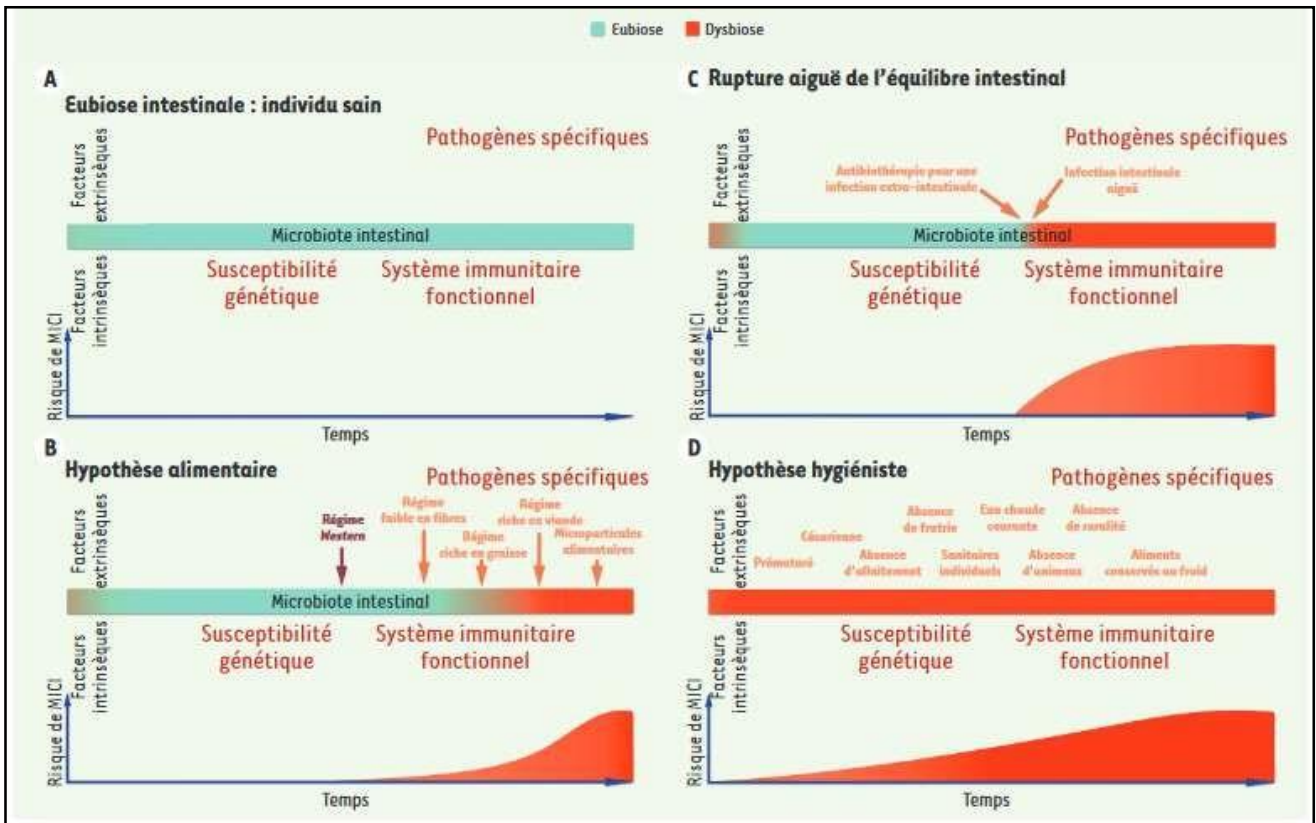 Eubiose
Dysbiose
A
Eubiose intestinale : individu sain
Pathogènes spécifiques
Facteurs
extrinsèques
Microbiote intestinal
Susceptibilité
génétique
Système immunitaire
fonctionnel
Facteurs
intrinsèques
Risque de MICI
Temps
B
Hypothèse alimentaire
Pathogènes spécifiques
Facteurs
extrinsèques
Régime
Western
Régime
faible en fibres
Régime
riche en graisse
Régime
riche en viande
Microparticules
alimentaires
Microbiote intestinal
Susceptibilité
génétique
Système immunitaire
fonctionnel
Facteurs
intrinsèques
Risque de MICI
Temps
C
Rupture aiguë de l'équilibre intestinal
Pathogènes spécifiques
Facteurs
extrinsèques
Antibiothérapie pour une
infection extra-intestinale
Infection intestinale
aiguë
Microbiote intestinal
Susceptibilité
génétique
Système immunitaire
fonctionnel
Facteurs
intrinsèques
Risque de MICI
Temps
D
Hypothèse hygiéniste
Pathogènes spécifiques
Facteurs
extrinsèques
Prématuré
Césarienne
Absence
d'allaitement
Absence
de fratrie
Sanitaires
individuels
Eau chaude
courante
Absence
d'animaux
Absence
de ruralité
Aliments
conservés au froid
Susceptibilité
génétique
Système immunitaire
fonctionnel
Facteurs
intrinsèques
Risque de MICI
Temps